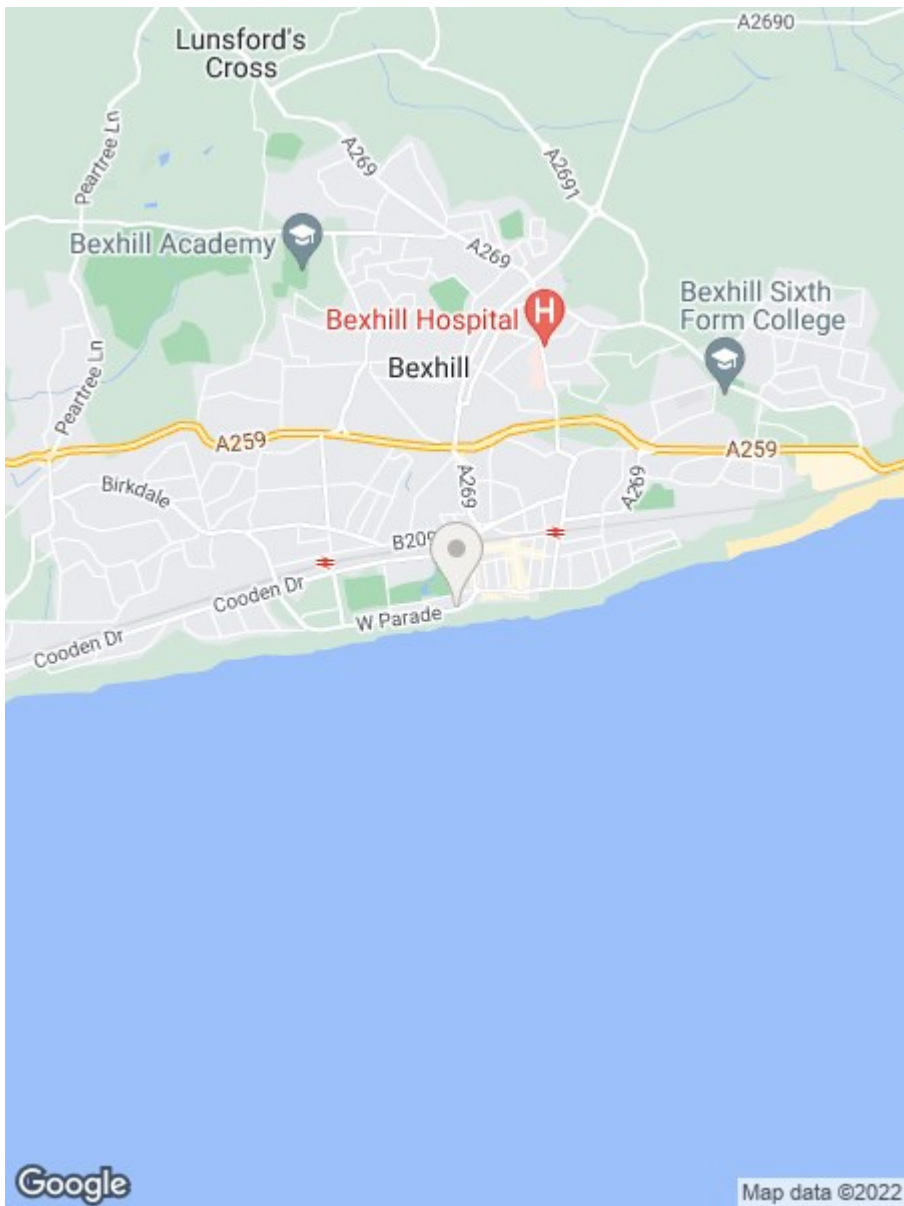 A2690
Lunsford's
Cross
Peartree Ln
A269
A2691
Bexhill Academy
A269
Bexhill Hospital
H
Bexhill Sixth
Form College
Bexhill
Peartree Ln
A259
A259
Birkdale
A269
A269
B209
Cooden Dr
W Parade
Cooden Dr
Google
Map data ©2022